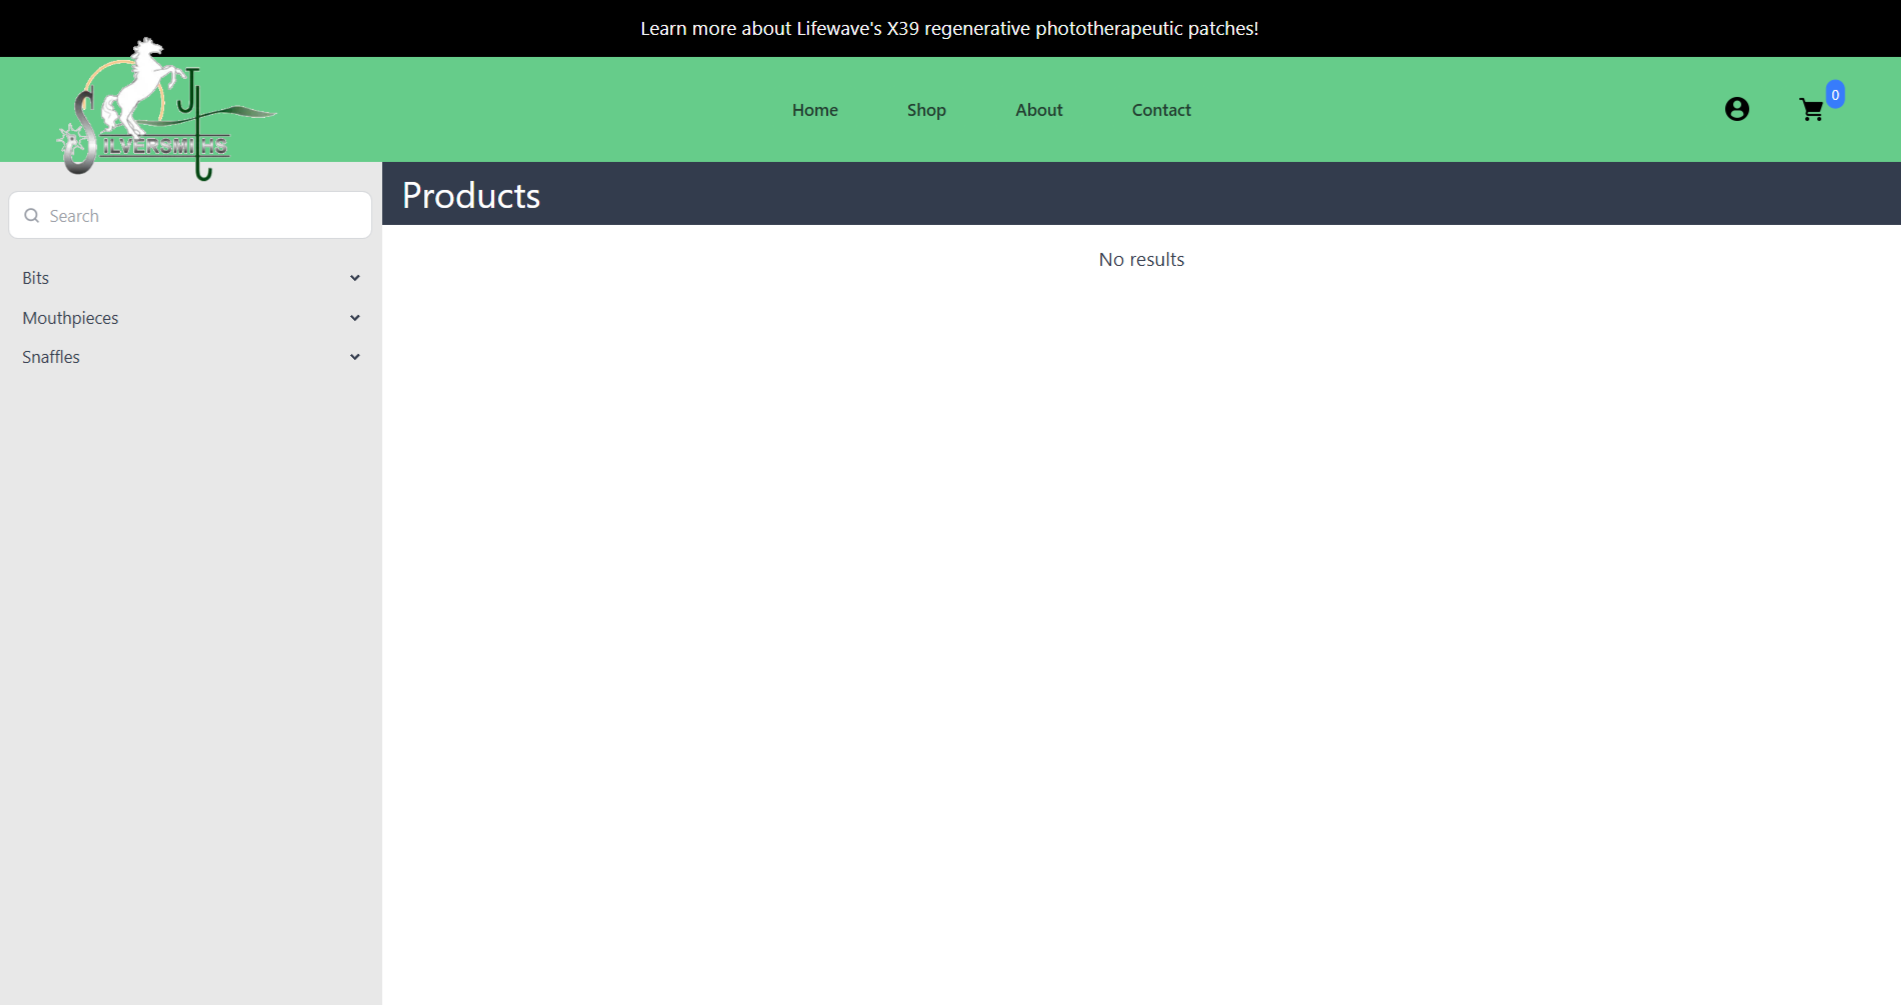 Learn more about Lifewave's X39 regenerative phototherapeutic patches!
JL
SILVERSMITHS
Home
Shop
About
Contact
0
Search
Bits
Mouthpieces
Snaffles
Products
No results